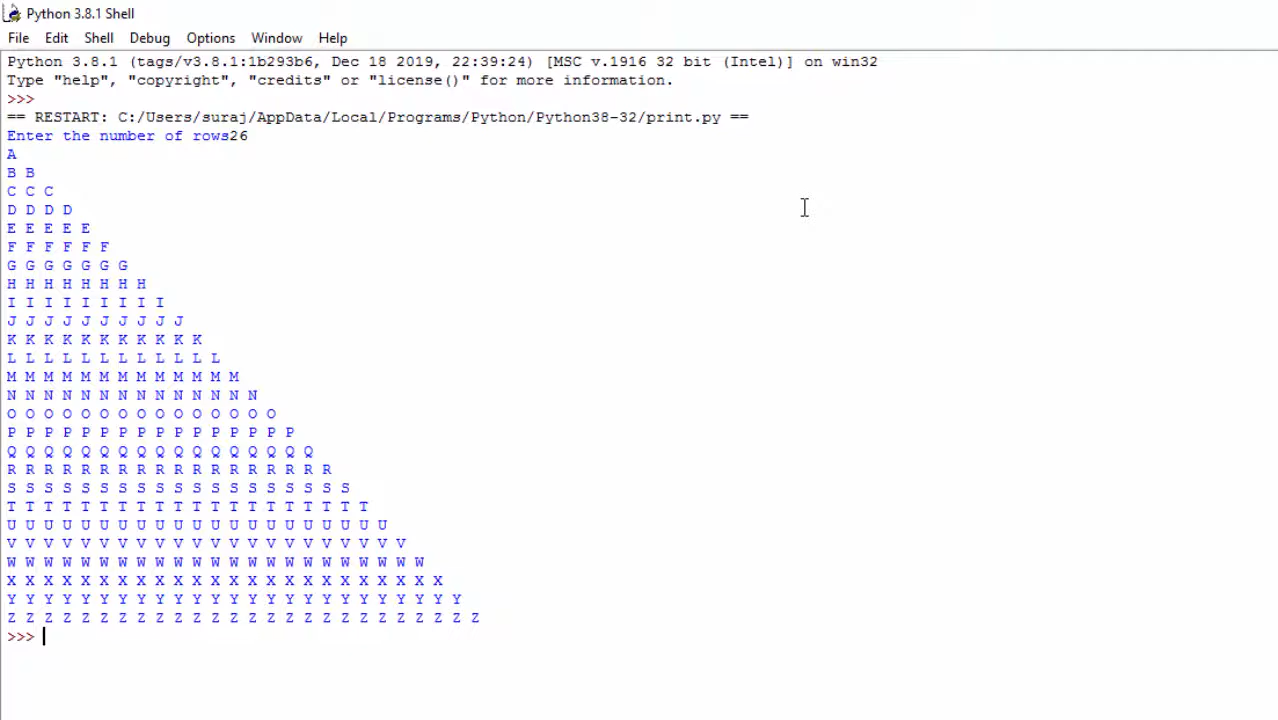 Python 3.8.1 Shell
File Edit Shell Debug Options Window Help
Python 3.8.1 (tags/v3.8.1:1b293b6, Dec 18 2019, 22:39:24) [MSC v.1916 32 bit (Intel)] on win32
Type "help", "copyright", "credits" or "license()" for more information.
>>>
== RESTART: C:/Users/suraj/AppData/Local/Programs/Python/Python38-32/print.py ==
Enter the number of rows26
A
B B
C C C
D D D D
E E E E E
F F F F F F
G G G G G G G
H H H H H H H H
I I I I I I I I I
J J J J J J J J J J
K K K K K K K K K K K
L L L L L L L L L L L L
M M M M M M M M M M M M M
N N N N N N N N N N N N N N
O O O O O O O O O O O O O O O
P P P P P P P P P P P P P P P P
Q Q Q Q Q Q Q Q Q Q Q Q Q Q Q Q Q
R R R R R R R R R R R R R R R R R R
S S S S S S S S S S S S S S S S S S S
T T T T T T T T T T T T T T T T T T T T
U U U U U U U U U U U U U U U U U U U U U
V V V V V V V V V V V V V V V V V V V V V V
W W W W W W W W W W W W W W W W W W W W W W W
X X X X X X X X X X X X X X X X X X X X X X X X
Y Y Y Y Y Y Y Y Y Y Y Y Y Y Y Y Y Y Y Y Y Y Y Y Y
Z Z Z Z Z Z Z Z Z Z Z Z Z Z Z Z Z Z Z Z Z Z Z Z Z Z
>>>